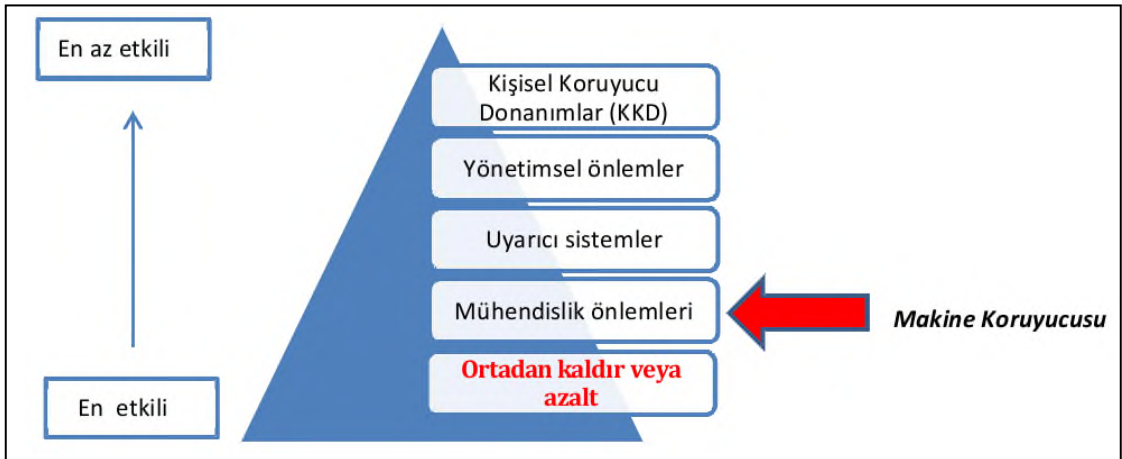 En az etkili
Kişisel Koruyucu
Donanımlar (KKD)
Yönetimsel önlemler
Uyarıcı sistemler
Mühendislik önlemleri
Makine Koruyucusu
Ortadan kaldır veya
azalt
En etkili